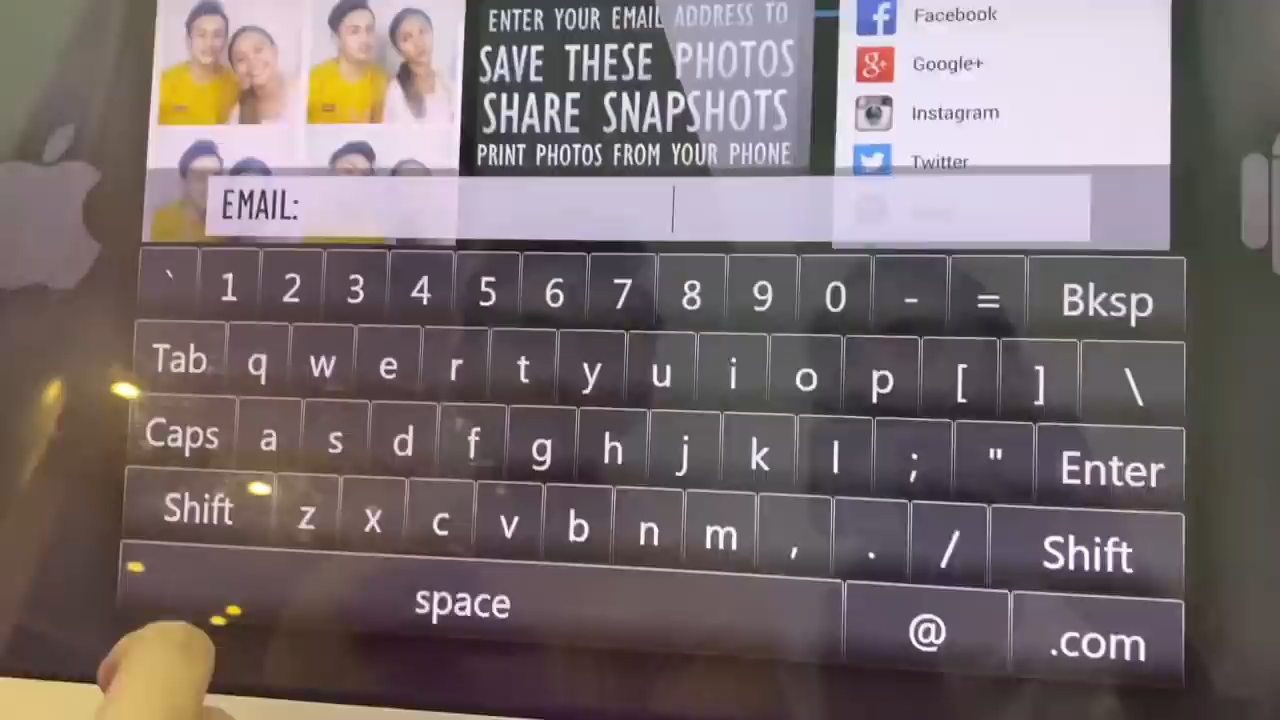 ENTER YOUR EMAIL ADDRESS TO
SAVE THESE PHOTOS
SHARE SNAPSHOTS
PRINT PHOTOS FROM YOUR PHONE
Facebook
Google+
Instagram
Twitter
EMAIL:
` 1 2 3 4 5 6 7 8 9 0 - = Bksp
Tab q w e r t y u i o p [ ] \
Caps a s d f g h j k l ; " Enter
Shift z x c v b n m , . / Shift
space @ .com